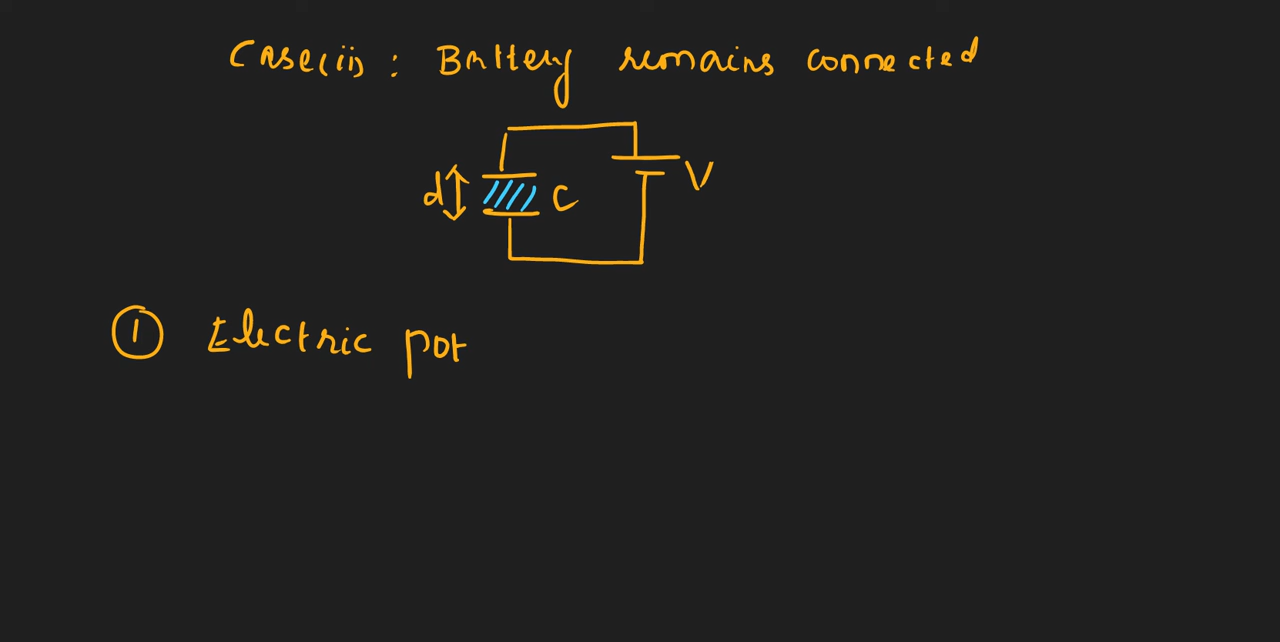 Case(ii) : Battery remains connected
d C V
① Electric pot